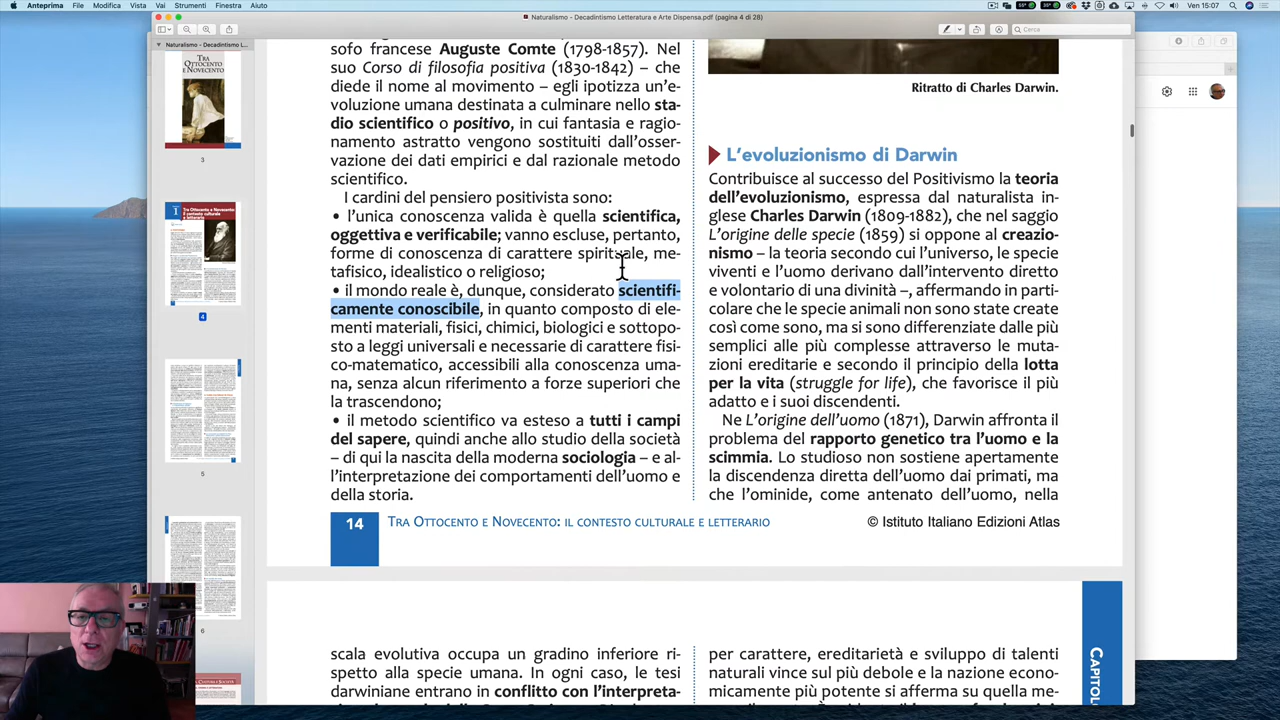 Anteprima File Modifica Vista Vai Strumenti Finestra Aiuto
Ven 15:07
Naturalismo - Decadintismo Letteratura e Arte Dispensa.pdf (pagina 4 di 28)
Cerca
Naturalismo - Decadintismo L...
TRA
OTTOCENTO
E NOVECENTO
3
4
5
6
sofo francese Auguste Comte (1798-1857). Nel
suo Corso di filosofia positiva (1830-1842) – che
diede il nome al movimento – egli ipotizza un'e-
voluzione umana destinata a culminare nello sta-
dio scientifico o positivo, in cui fantasia e ragio-
namento astratto vengono sostituiti dall'osser-
vazione dei dati empirici e dal razionale metodo
scientifico.
I cardini del pensiero positivista sono:
• l'unica conoscenza valida è quella scientifica,
oggettiva e verificabile; vanno escluse, pertanto,
forme di conoscenza di carattere spirituale, me-
tafisico, idealistico o religioso;
• il mondo reale è, dunque, considerato scientifi-
camente conoscibile, in quanto composto di ele-
menti materiali, fisici, chimici, biologici e sottopo-
sto a leggi universali e necessarie di carattere fisi-
co-matematico, accessibili alla conoscenza uma-
na, senza alcun riferimento a forze superiori che
la trascendono;
• il metodo scientifico va esteso a tutti i campi
del sapere, quindi anche allo studio della società
– di qui la nascita della moderna sociologia – e al-
l'interpretazione dei comportamenti dell'uomo e
della storia.
Ritratto di Charles Darwin.
L'evoluzionismo di Darwin
Contribuisce al successo del Positivismo la teoria
dell'evoluzionismo, espressa dal naturalista in-
glese Charles Darwin (1809-1882), che nel saggio
L'origine delle specie (1859) si oppone al creazio-
nismo – la teoria secondo cui l'universo, le specie
viventi e l'uomo derivano dall'intervento diretto
e volontario di una divinità –, affermando in parti-
colare che le specie animali non sono state create
così come sono, ma si sono differenziate dalle più
semplici alle più complesse attraverso le muta-
zioni ereditarie e secondo il principio della lotta
per la vita (struggle for life), che favorisce il più
adatto e i suoi discendenti.
Ne L'origine dell'uomo (1871), Darwin affronta il
problema del rapporto genetico tra l'uomo e la
scimmia. Lo studioso non sostiene apertamente
la discendenza diretta dell'uomo dai primati, ma
che l'ominide, come antenato dell'uomo, nella
14 TRA OTTOCENTO E NOVECENTO: IL CONTESTO CULTURALE E LETTERARIO
© Istituto Italiano Edizioni Atlas
scala evolutiva occupa un gradino inferiore ri-
spetto alla specie umana. In ogni caso, le tesi
darwiniane entrano in conflitto con l'interpreta-
per carattere, ereditarietà e sviluppo di talenti
naturali vince sul più debole e la nazione econo-
micamente più potente si afferma su quella me-
CAPITOL